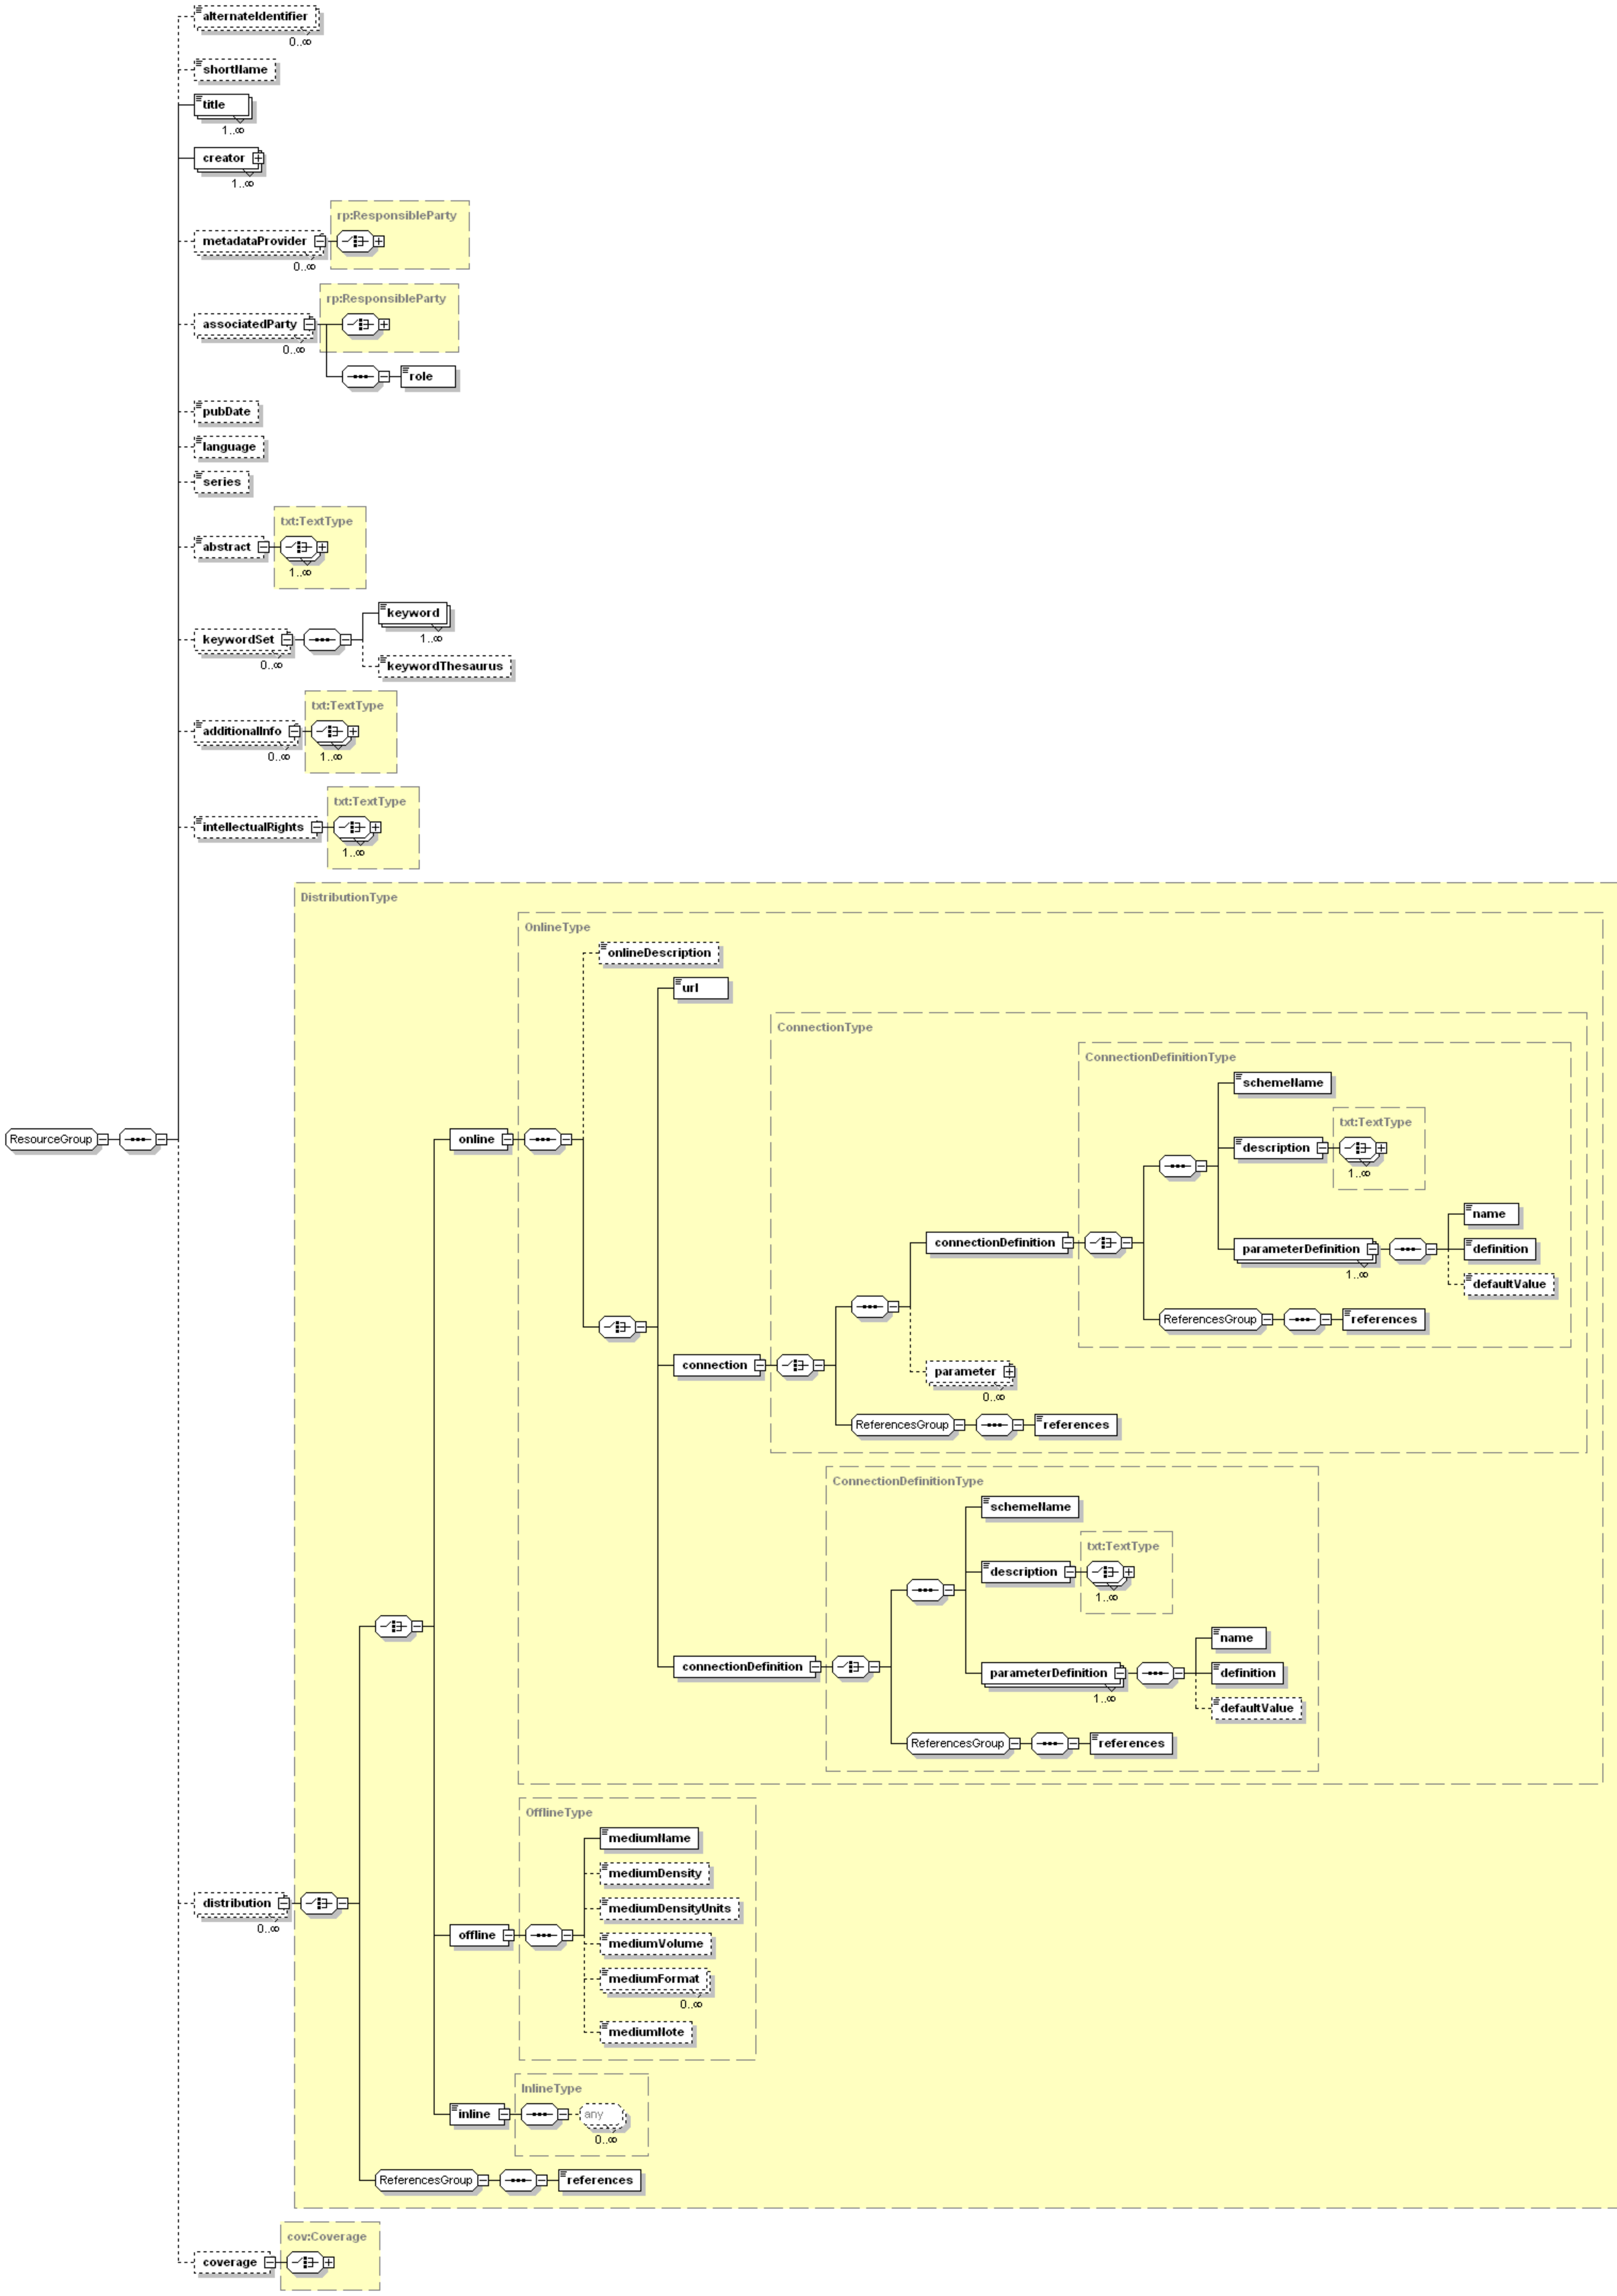 alternateIdentifier
0..∞
shortName
title
1..∞
creator
1..∞
rp:ResponsibleParty
metadataProvider
0..∞
rp:ResponsibleParty
associatedParty
0..∞
role
pubDate
language
series
txt:TextType
abstract
1..∞
keyword
1..∞
keywordSet
0..∞
keywordThesaurus
txt:TextType
additionalInfo
0..∞
1..∞
txt:TextType
intellectualRights
1..∞
DistributionType
OnlineType
onlineDescription
url
ConnectionType
ConnectionDefinitionType
schemeName
txt:TextType
ResourceGroup
online
description
1..∞
name
connectionDefinition
parameterDefinition
1..∞
definition
defaultValue
ReferencesGroup
references
connection
parameter
0..∞
ReferencesGroup
references
ConnectionDefinitionType
schemeName
txt:TextType
description
1..∞
name
connectionDefinition
parameterDefinition
1..∞
definition
defaultValue
ReferencesGroup
references
OfflineType
mediumName
mediumDensity
distribution
0..∞
mediumDensityUnits
offline
mediumVolume
mediumFormat
0..∞
mediumNote
InlineType
inline
any
0..∞
ReferencesGroup
references
cov:Coverage
coverage